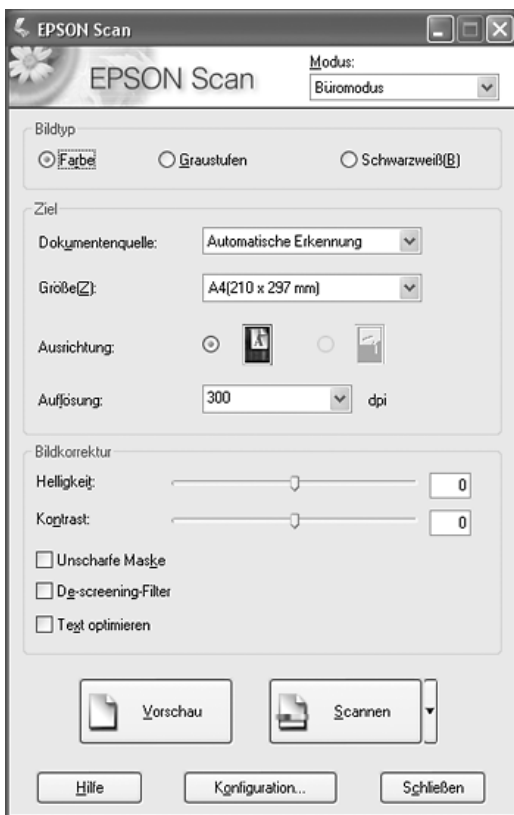 EPSON Scan
EPSON Scan
Modus:
Büromodus
Bildtyp
Farbe
Graustufen
Schwarzweiß(B)
Ziel
Dokumentenquelle:
Automatische Erkennung
Größe(Z):
A4(210 x 297 mm)
Ausrichtung:
Auflösung:
300
dpi
Bildkorrektur
Helligkeit:
0
Kontrast:
0
Unscharfe Maske
De-screening-Filter
Text optimieren
Vorschau
Scannen
Hilfe
Konfiguration...
Schließen